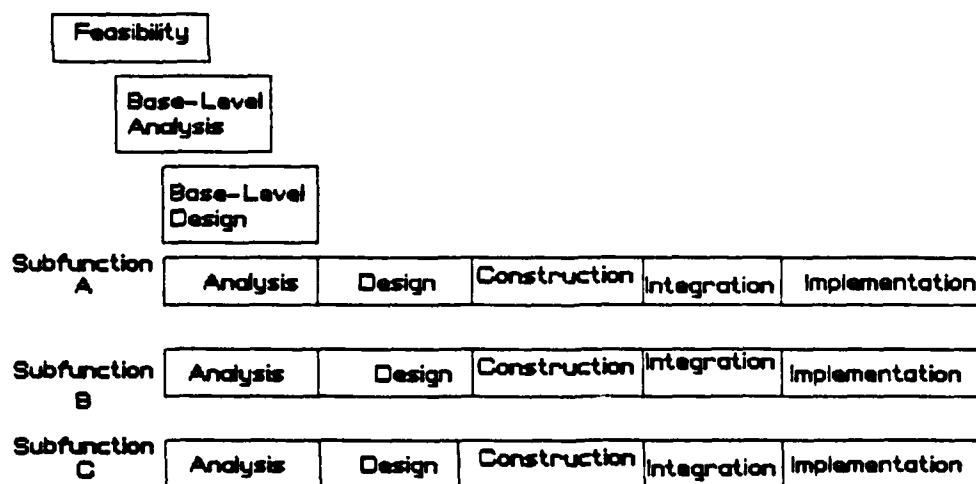 Feasibility
Base-Level
Analysis
Base-Level
Design
Subfunction
A
Analysis
Design
Construction
Integration
Implementation
Subfunction
B
Analysis
Design
Construction
Integration
Implementation
Subfunction
C
Analysis
Design
Construction
Integration
Implementation